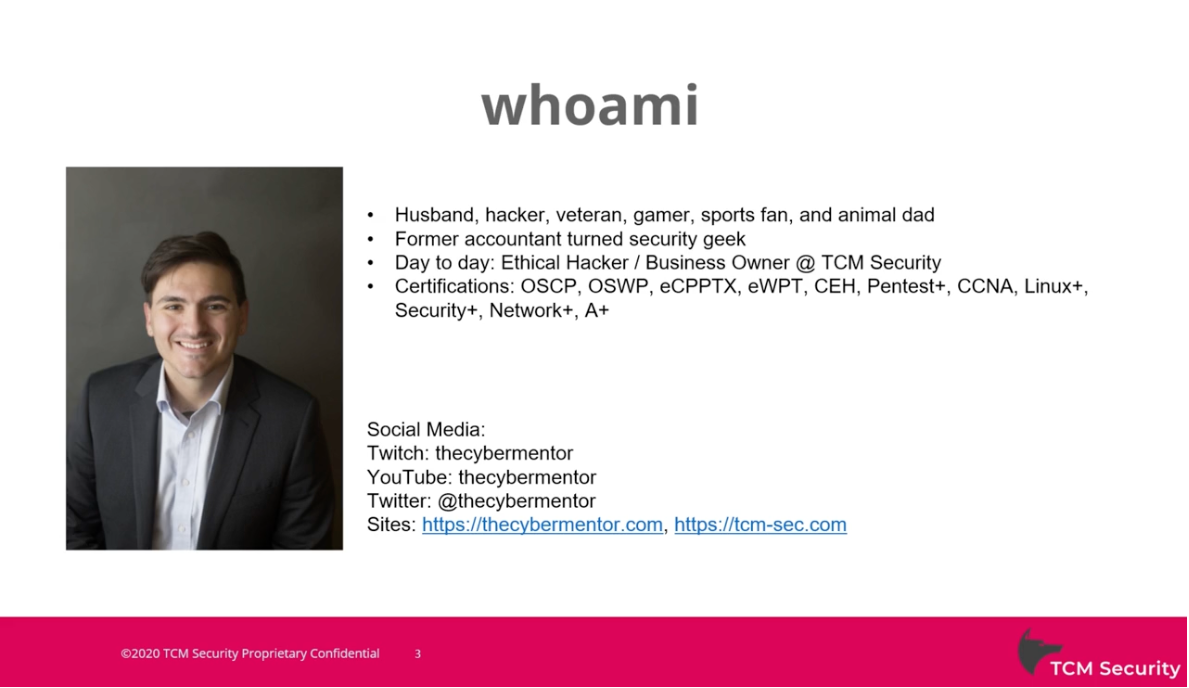 whoami
• Husband, hacker, veteran, gamer, sports fan, and animal dad
• Former accountant turned security geek
• Day to day: Ethical Hacker / Business Owner @ TCM Security
• Certifications: OSCP, OSWP, eCPPTX, eWPT, CEH, Pentest+, CCNA, Linux+,
Security+, Network+, A+
Social Media:
Twitch: thecybermentor
YouTube: thecybermentor
Twitter: @thecybermentor
Sites: https://thecybermentor.com, https://tcm-sec.com
©2020 TCM Security Proprietary Confidential 3
TCM Security